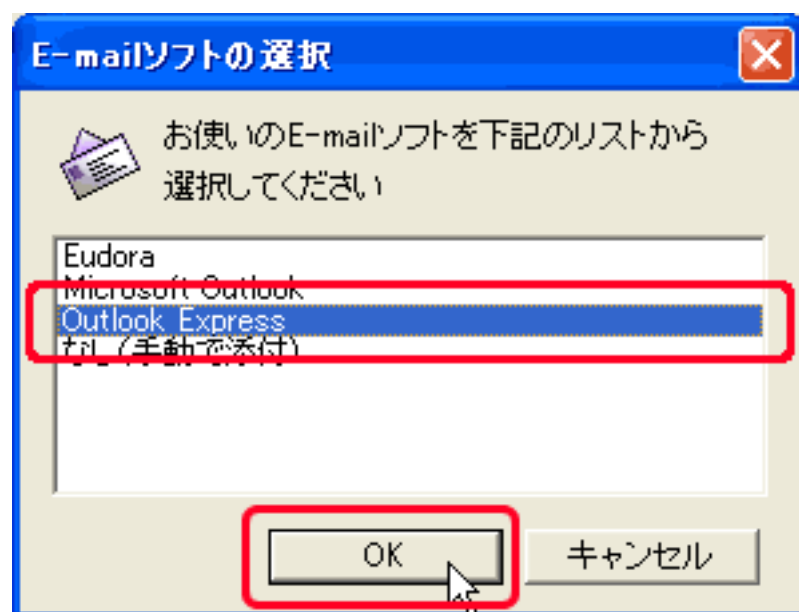 E-mailソフトの選択
お使いのE-mailソフトを下記のリストから
選択してください
Eudora
Microsoft Outlook
Outlook Express
なし（手動で添付）
OK
キャンセル